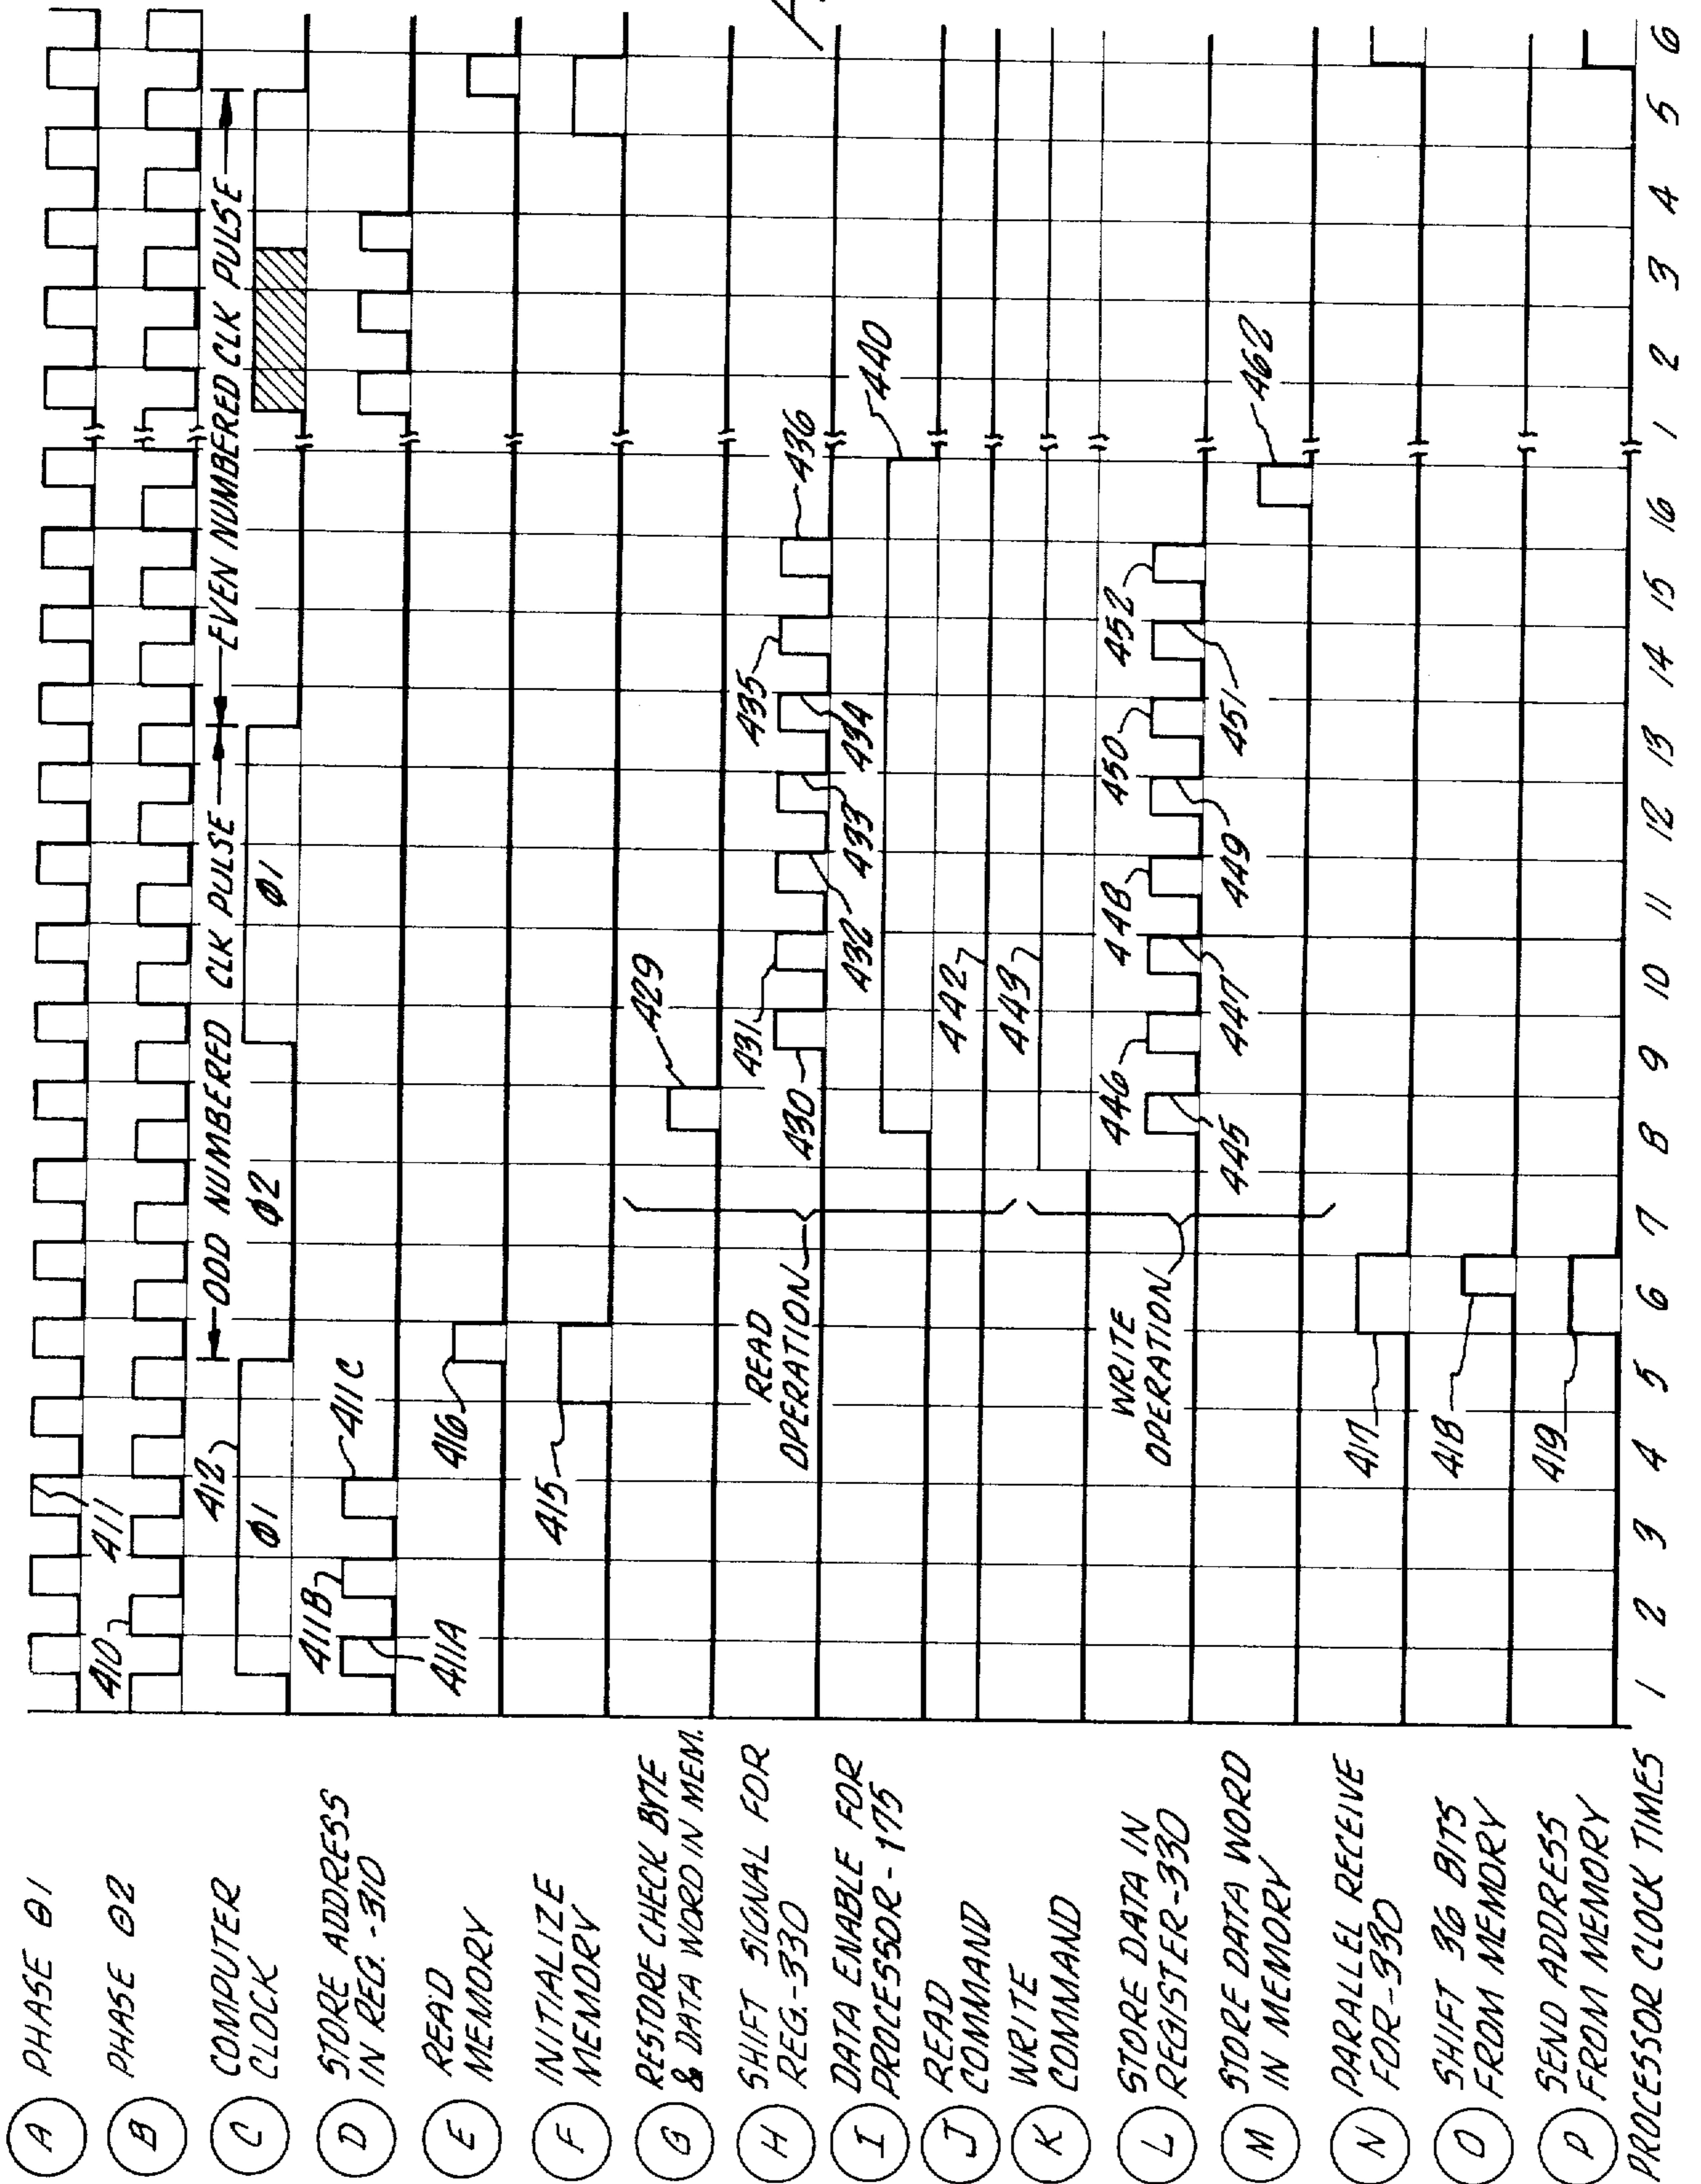 A PHASE Θ1
B PHASE Θ2
C COMPUTER
CLOCK
D STORE ADDRESS
IN REG.-310
E READ
MEMORY
F INITIALIZE
MEMORY
G RESTORE CHECK BYTE
& DATA WORD IN MEM.
H SHIFT SIGNAL FOR
REG.-330
I DATA ENABLE FOR
PROCESSOR-175
J READ
COMMAND
K WRITE
COMMAND
L STORE DATA IN
REGISTER-330
M STORE DATA WORD
IN MEMORY
N PARALLEL RECEIVE
FOR-330
O SHIFT 36 BITS
FROM MEMORY
P SEND ADDRESS
FROM MEMORY
PROCESSOR CLOCK TIMES
1 2 3 4 5 6 7 8 9 10 11 12 13 14 15 16 1 2 3 4 5 6
410
411
412
ODD NUMBERED CLK PULSE
EVEN NUMBERED CLK PULSE
Ø1
Ø2
Ø1
411A
411B
411C
416
415
429
READ
OPERATION
430
431
432
433
434
435
436
440
442
443
WRITE
OPERATION
445
446
447
448
449
450
451
452
462
417
418
419